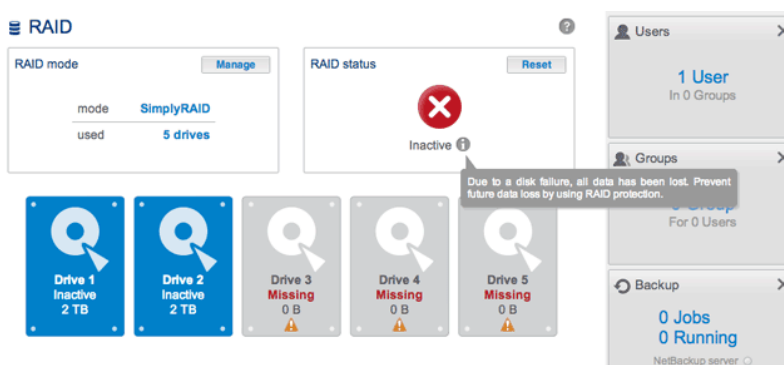 RAID
?
RAID mode
Manage
mode SimplyRAID
used 5 drives
RAID status
Reset
Inactive
Due to a disk failure, all data has been lost. Prevent
future data loss by using RAID protection.
Drive 1
Inactive
2 TB
Drive 2
Inactive
2 TB
Drive 3
Missing
0 B
Drive 4
Missing
0 B
Drive 5
Missing
0 B
Users
1 User
In 0 Groups
Groups
For 0 Users
Backup
0 Jobs
0 Running
NetBackup server